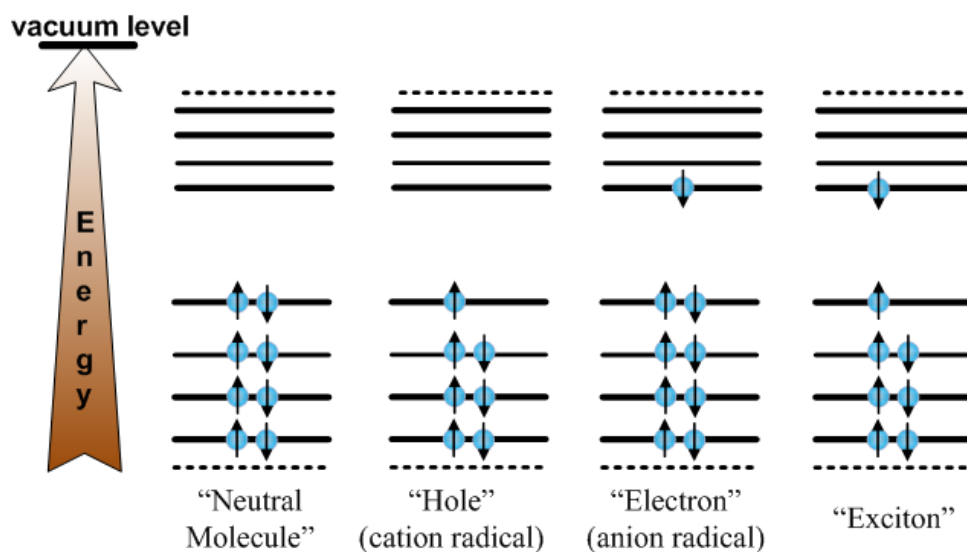 vacuum level
E
n
e
r
g
y
“Neutral
Molecule”
“Hole”
(cation radical)
“Electron”
(anion radical)
“Exciton”